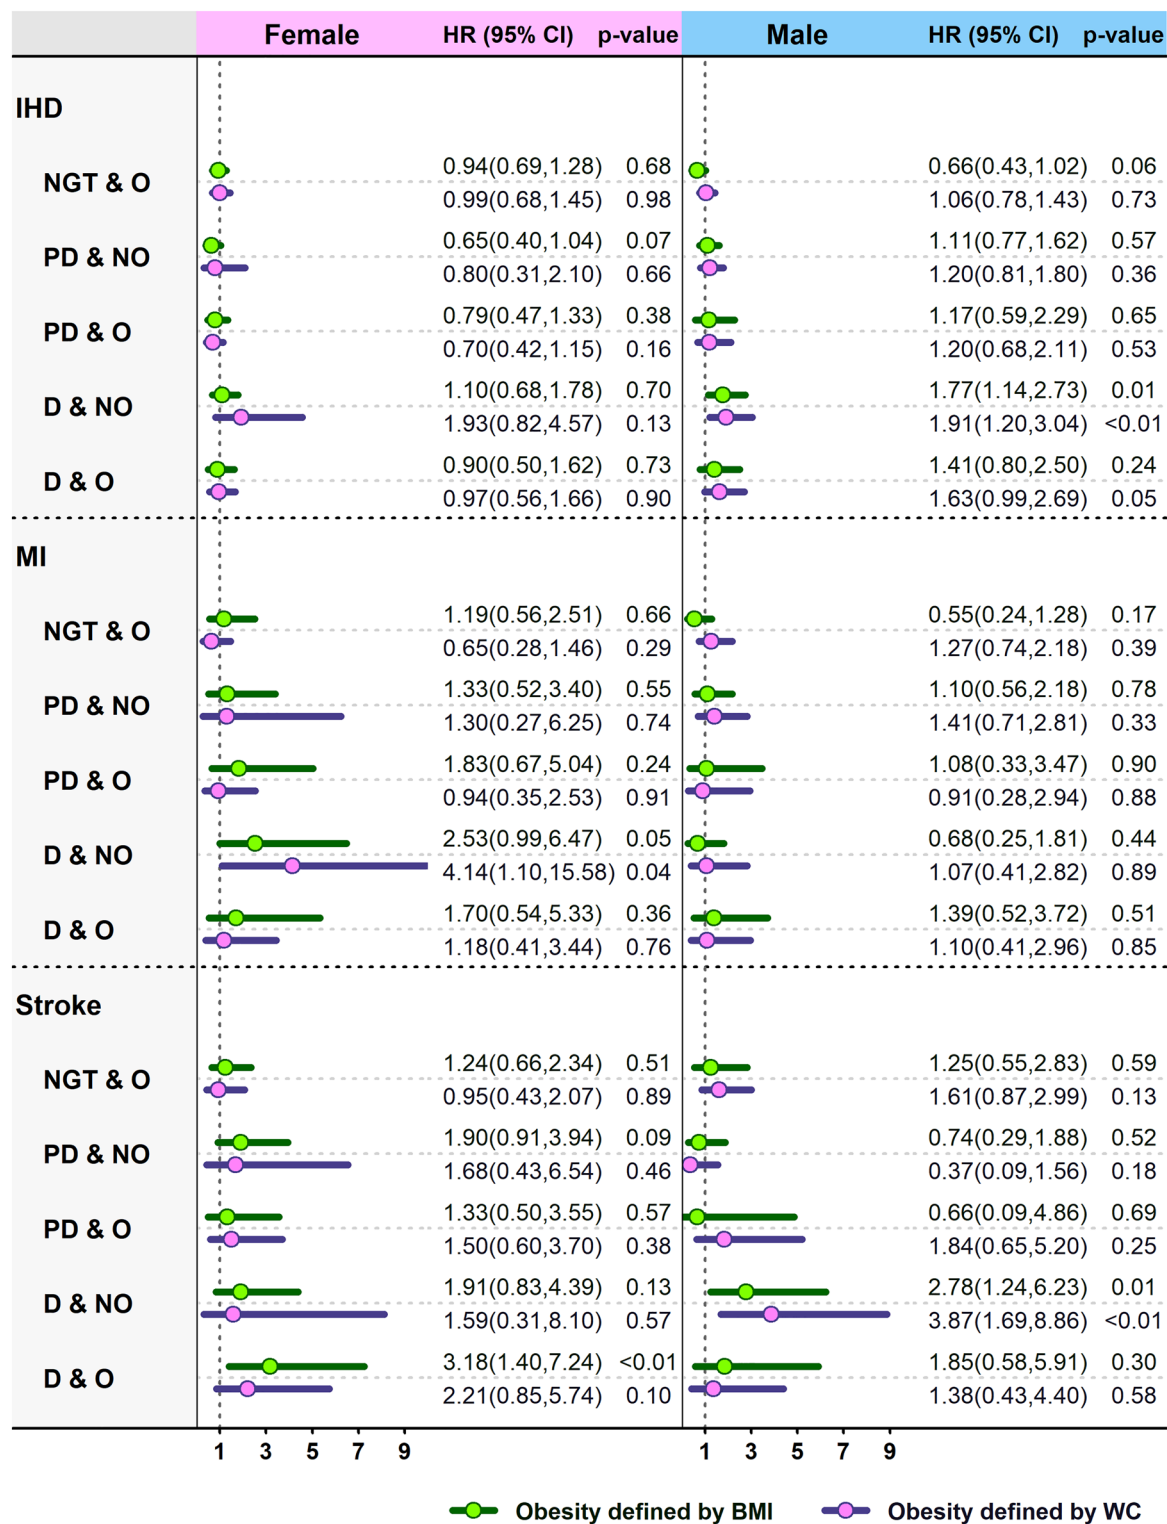 Female HR (95% CI) p-value Male HR (95% CI) p-value
IHD
NGT & O
0.94(0.69,1.28) 0.68 0.66(0.43,1.02) 0.06
0.99(0.68,1.45) 0.98 1.06(0.78,1.43) 0.73
PD & NO
0.65(0.40,1.04) 0.07 1.11(0.77,1.62) 0.57
0.80(0.31,2.10) 0.66 1.20(0.81,1.80) 0.36
PD & O
0.79(0.47,1.33) 0.38 1.17(0.59,2.29) 0.65
0.70(0.42,1.15) 0.16 1.20(0.68,2.11) 0.53
D & NO
1.10(0.68,1.78) 0.70 1.77(1.14,2.73) 0.01
1.93(0.82,4.57) 0.13 1.91(1.20,3.04) <0.01
D & O
0.90(0.50,1.62) 0.73 1.41(0.80,2.50) 0.24
0.97(0.56,1.66) 0.90 1.63(0.99,2.69) 0.05
MI
NGT & O
1.19(0.56,2.51) 0.66 0.55(0.24,1.28) 0.17
0.65(0.28,1.46) 0.29 1.27(0.74,2.18) 0.39
PD & NO
1.33(0.52,3.40) 0.55 1.10(0.56,2.18) 0.78
1.30(0.27,6.25) 0.74 1.41(0.71,2.81) 0.33
PD & O
1.83(0.67,5.04) 0.24 1.08(0.33,3.47) 0.90
0.94(0.35,2.53) 0.91 0.91(0.28,2.94) 0.88
D & NO
2.53(0.99,6.47) 0.05 0.68(0.25,1.81) 0.44
4.14(1.10,15.58) 0.04 1.07(0.41,2.82) 0.89
D & O
1.70(0.54,5.33) 0.36 1.39(0.52,3.72) 0.51
1.18(0.41,3.44) 0.76 1.10(0.41,2.96) 0.85
Stroke
NGT & O
1.24(0.66,2.34) 0.51 1.25(0.55,2.83) 0.59
0.95(0.43,2.07) 0.89 1.61(0.87,2.99) 0.13
PD & NO
1.90(0.91,3.94) 0.09 0.74(0.29,1.88) 0.52
1.68(0.43,6.54) 0.46 0.37(0.09,1.56) 0.18
PD & O
1.33(0.50,3.55) 0.57 0.66(0.09,4.86) 0.69
1.50(0.60,3.70) 0.38 1.84(0.65,5.20) 0.25
D & NO
1.91(0.83,4.39) 0.13 2.78(1.24,6.23) 0.01
1.59(0.31,8.10) 0.57 3.87(1.69,8.86) <0.01
D & O
3.18(1.40,7.24) <0.01 1.85(0.58,5.91) 0.30
2.21(0.85,5.74) 0.10 1.38(0.43,4.40) 0.58
1 3 5 7 9 1 3 5 7 9
Obesity defined by BMI Obesity defined by WC